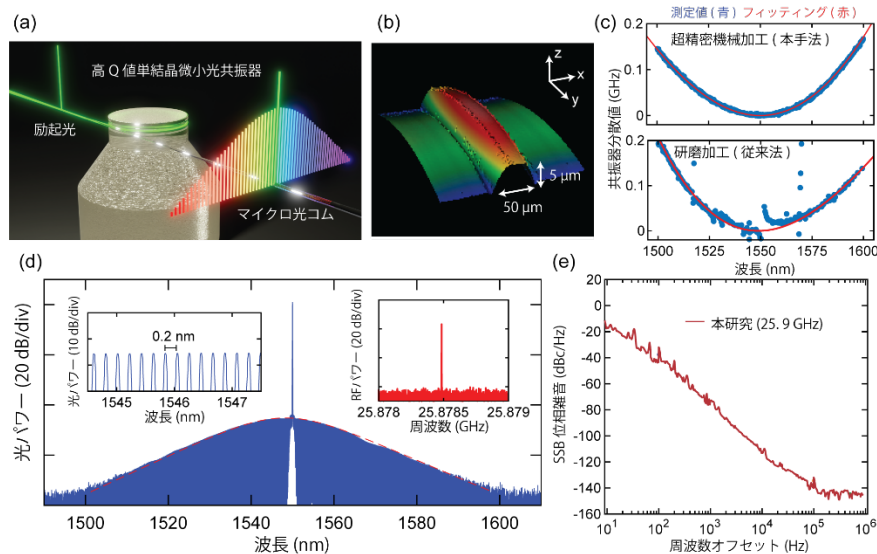 (a)
高Q値単結晶微小光共振器
励起光
マイクロ光コム
(b)
z
x
y
5 μm
50 μm
(c)
測定値 ( 青 ) フィッティング ( 赤 )
超精密機械加工 ( 本手法 )
0.2
0.1
0
研磨加工 ( 従来法 )
0.1
0
共振器分散値 (GHz)
1500 1525 1550 1575 1600
波長 (nm)
(d)
光パワー (20 dB/div)
光パワー (10 dB/div)
0.2 nm
1545 1546 1547
波長 (nm)
RFパワー (20 dB/div)
25.878 25.8785 25.879
周波数 (GHz)
1500 1520 1540 1560 1580 1600
波長 (nm)
(e)
SSB 位相雑音 (dBc/Hz)
20
0
-20
-40
-60
-80
-100
-120
-140
-160
本研究 (25. 9 GHz)
10¹ 10² 10³ 10⁴ 10⁵ 10⁶
周波数オフセット (Hz)